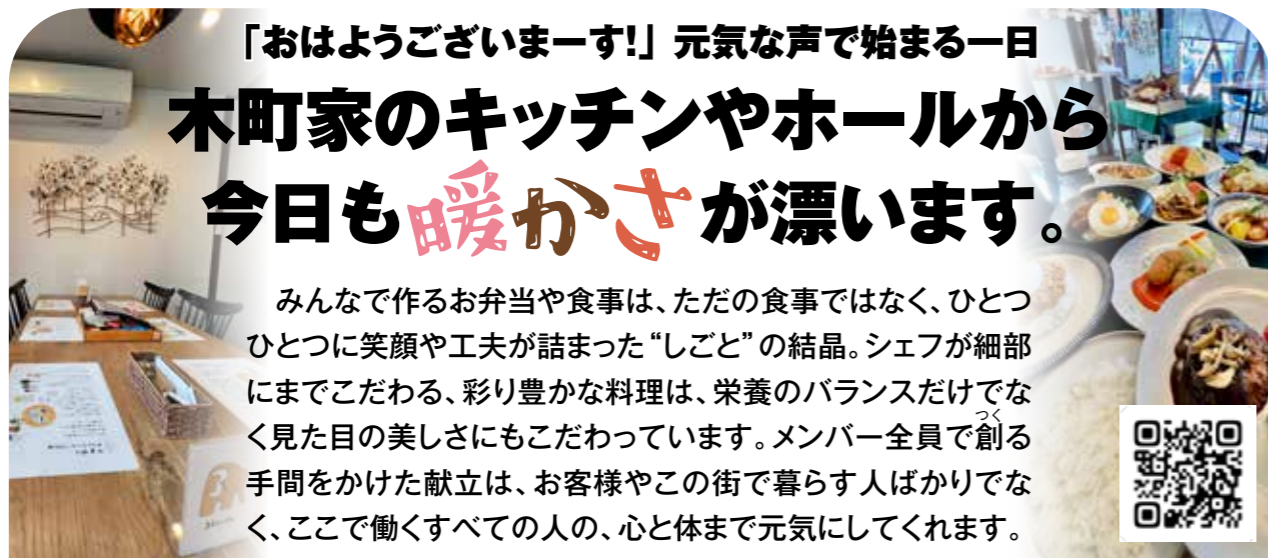 「おはようございまーす!」元気な声で始まる一日
木町家のキッチンやホールから
今日も暖かさが漂います。
みんなで作るお弁当や食事は、ただの食事ではなく、ひとつ
ひとつに笑顔や工夫が詰まった“しごと”の結晶。シェフが細部
にまでこだわる、彩り豊かな料理は、栄養のバランスだけでな
く見た目の美しさにもこだわっています。メンバー全員で創る
つく
手間をかけた献立は、お客様やこの街で暮らす人ばかりでな
く、ここで働くすべての人の、心と体まで元気にしてくれます。